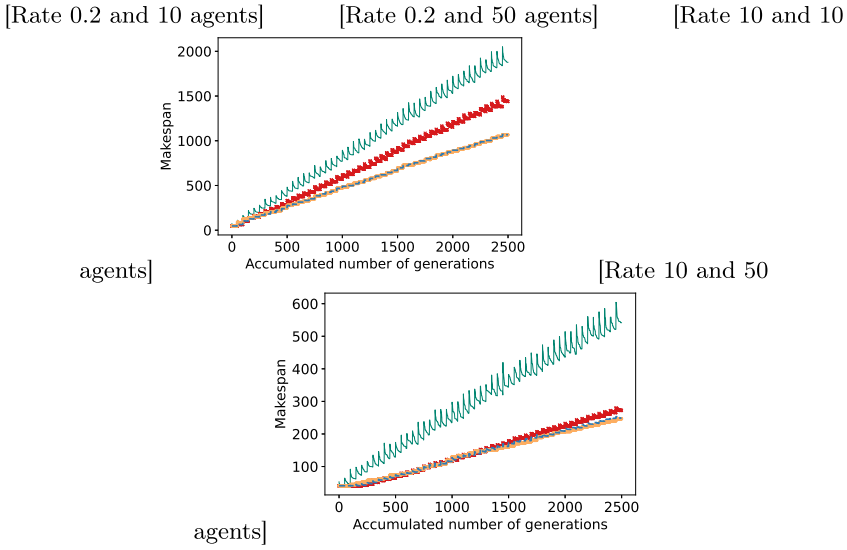 [Rate 0.2 and 10 agents] [Rate 0.2 and 50 agents] [Rate 10 and 10
2000
1500
1000
500
0
Makespan
0 500 1000 1500 2000 2500
Accumulated number of generations
agents] [Rate 10 and 50
600
500
400
300
200
100
Makespan
0 500 1000 1500 2000 2500
Accumulated number of generations
agents]